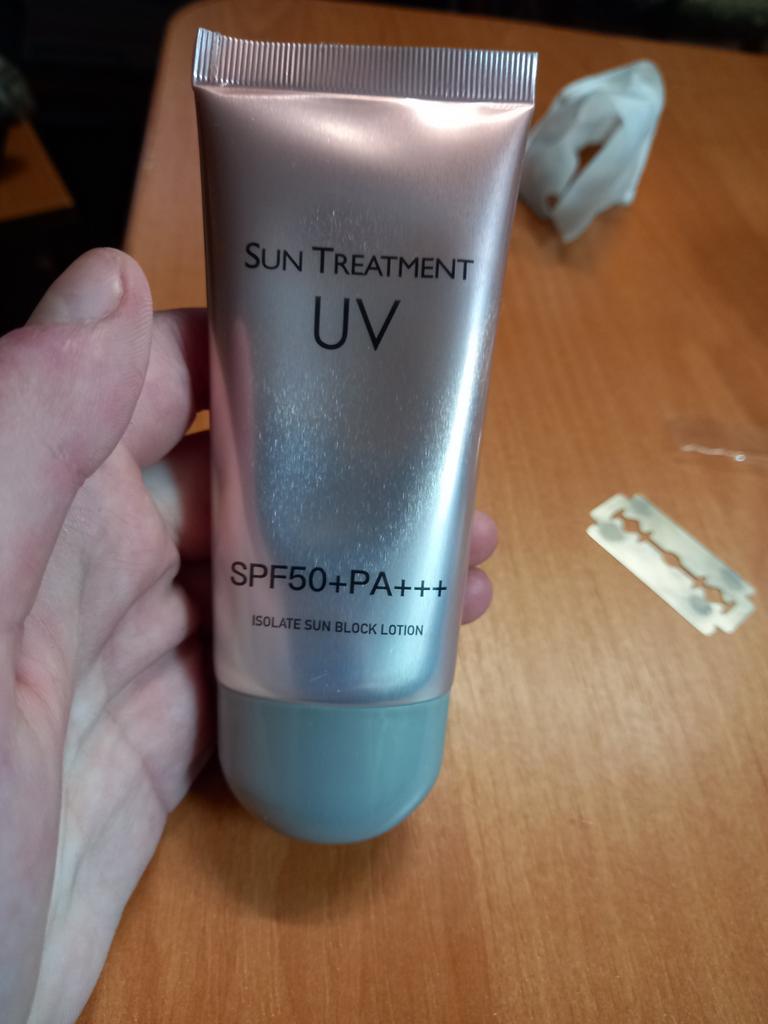 SUN TREATMENT
UV
SPF50+PA+++
ISOLATE SUN BLOCK LOTION